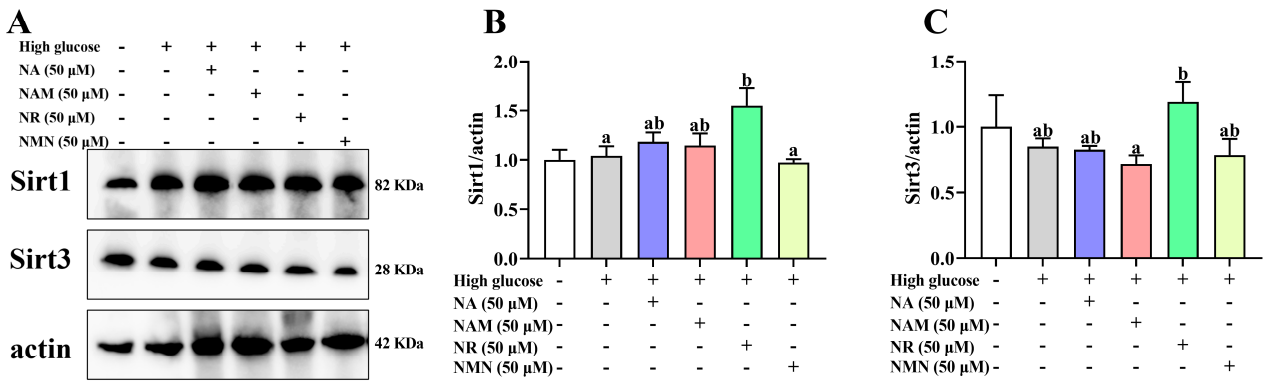 A
High glucose - + + + + +
NA (50 μM) - - + - - -
NAM (50 μM) - - - + - -
NR (50 μM) - - - - + -
NMN (50 μM) - - - - - +
Sirt1 82 KDa
Sirt3 28 KDa
actin 42 KDa
B
Sirt1/actin
2.0
1.5
1.0
0.5
0.0
a ab ab b a
High glucose - + + + + +
NA (50 μM) - - + - - -
NAM (50 μM) - - - + - -
NR (50 μM) - - - - + -
NMN (50 μM) - - - - - +
C
Sirt3/actin
1.5
1.0
0.5
0.0
ab ab a b ab
High glucose - + + + + +
NA (50 μM) - - + - - -
NAM (50 μM) - - - + - -
NR (50 μM) - - - - + -
NMN (50 μM) - - - - - +